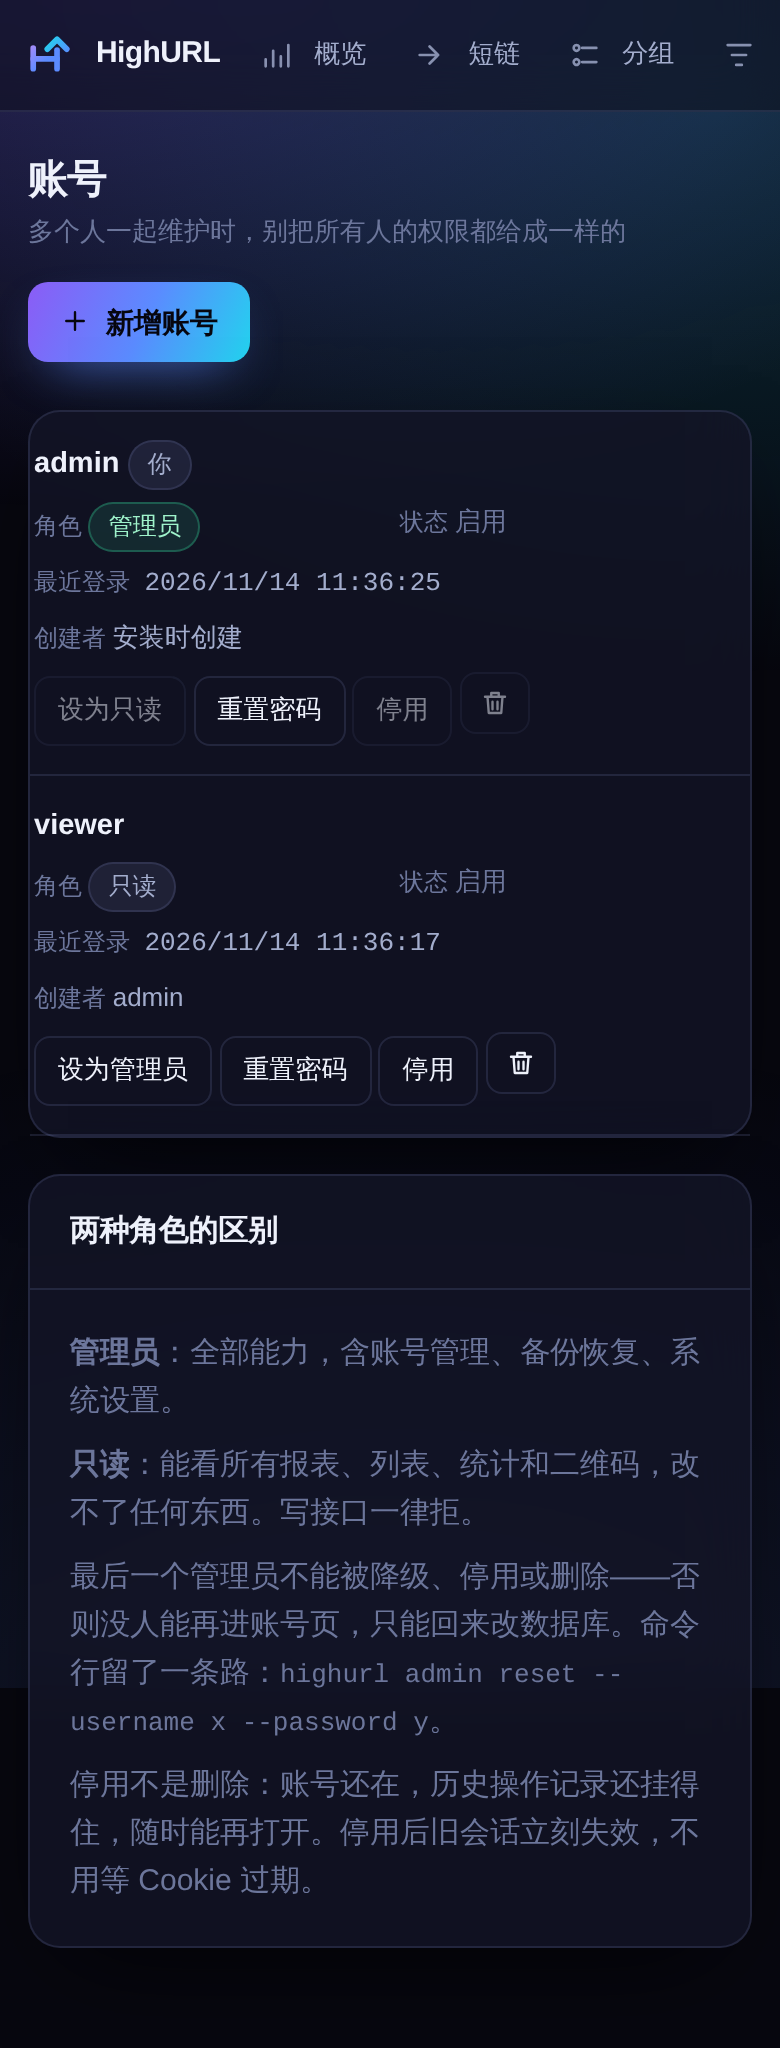 HighURL 概览 短链 分组
账号
多个人一起维护时，别把所有人的权限都给成一样的
新增账号
admin 你
角色 管理员 状态 启用
最近登录 2026/11/14 11:36:25
创建者 安装时创建
设为只读 重置密码 停用
viewer
角色 只读 状态 启用
最近登录 2026/11/14 11:36:17
创建者 admin
设为管理员 重置密码 停用
两种角色的区别
管理员：全部能力，含账号管理、备份恢复、系
统设置。
只读：能看所有报表、列表、统计和二维码，改
不了任何东西。写接口一律拒。
最后一个管理员不能被降级、停用或删除——否
则没人能再进账号页，只能回来改数据库。命令
行留了一条路：highurl admin reset --
username x --password y。
停用不是删除：账号还在，历史操作记录还挂得
住，随时能再打开。停用后旧会话立刻失效，不
用等 Cookie 过期。